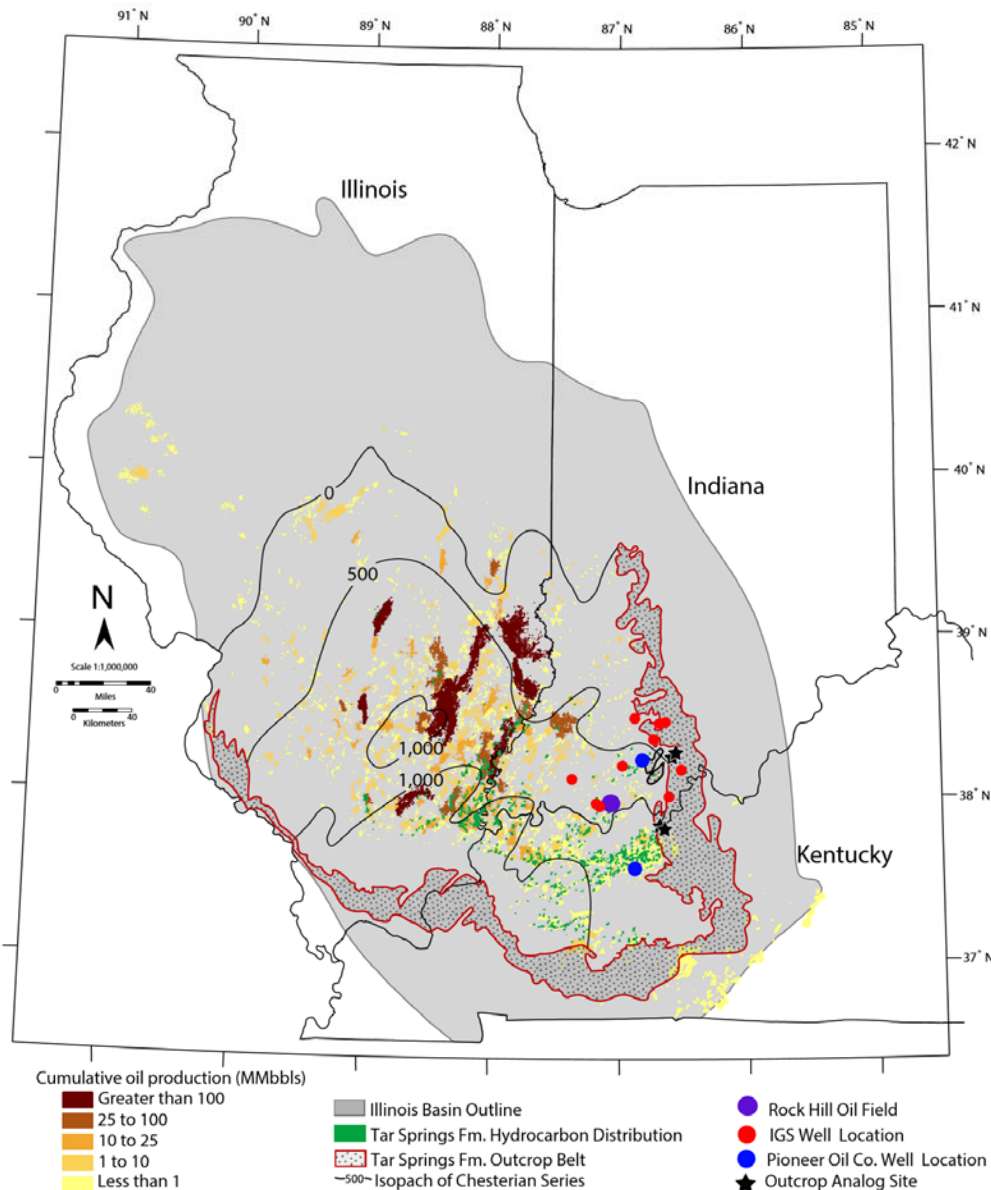 91° N
90° N
89° N
88° N
87° N
86° N
85° N
42° N
Illinois
41° N
40° N
Indiana
0
500
N
39° N
Scale 1:1,000,000
0
40
Miles
0
40
Kilometers
1,000
1,000
38° N
Kentucky
37° N
Cumulative oil production (MMbbls)
Greater than 100
25 to 100
10 to 25
1 to 10
Less than 1
Illinois Basin Outline
Tar Springs Fm. Hydrocarbon Distribution
Tar Springs Fm. Outcrop Belt
500 Isopach of Chesterian Series
Rock Hill Oil Field
IGS Well Location
Pioneer Oil Co. Well Location
Outcrop Analog Site